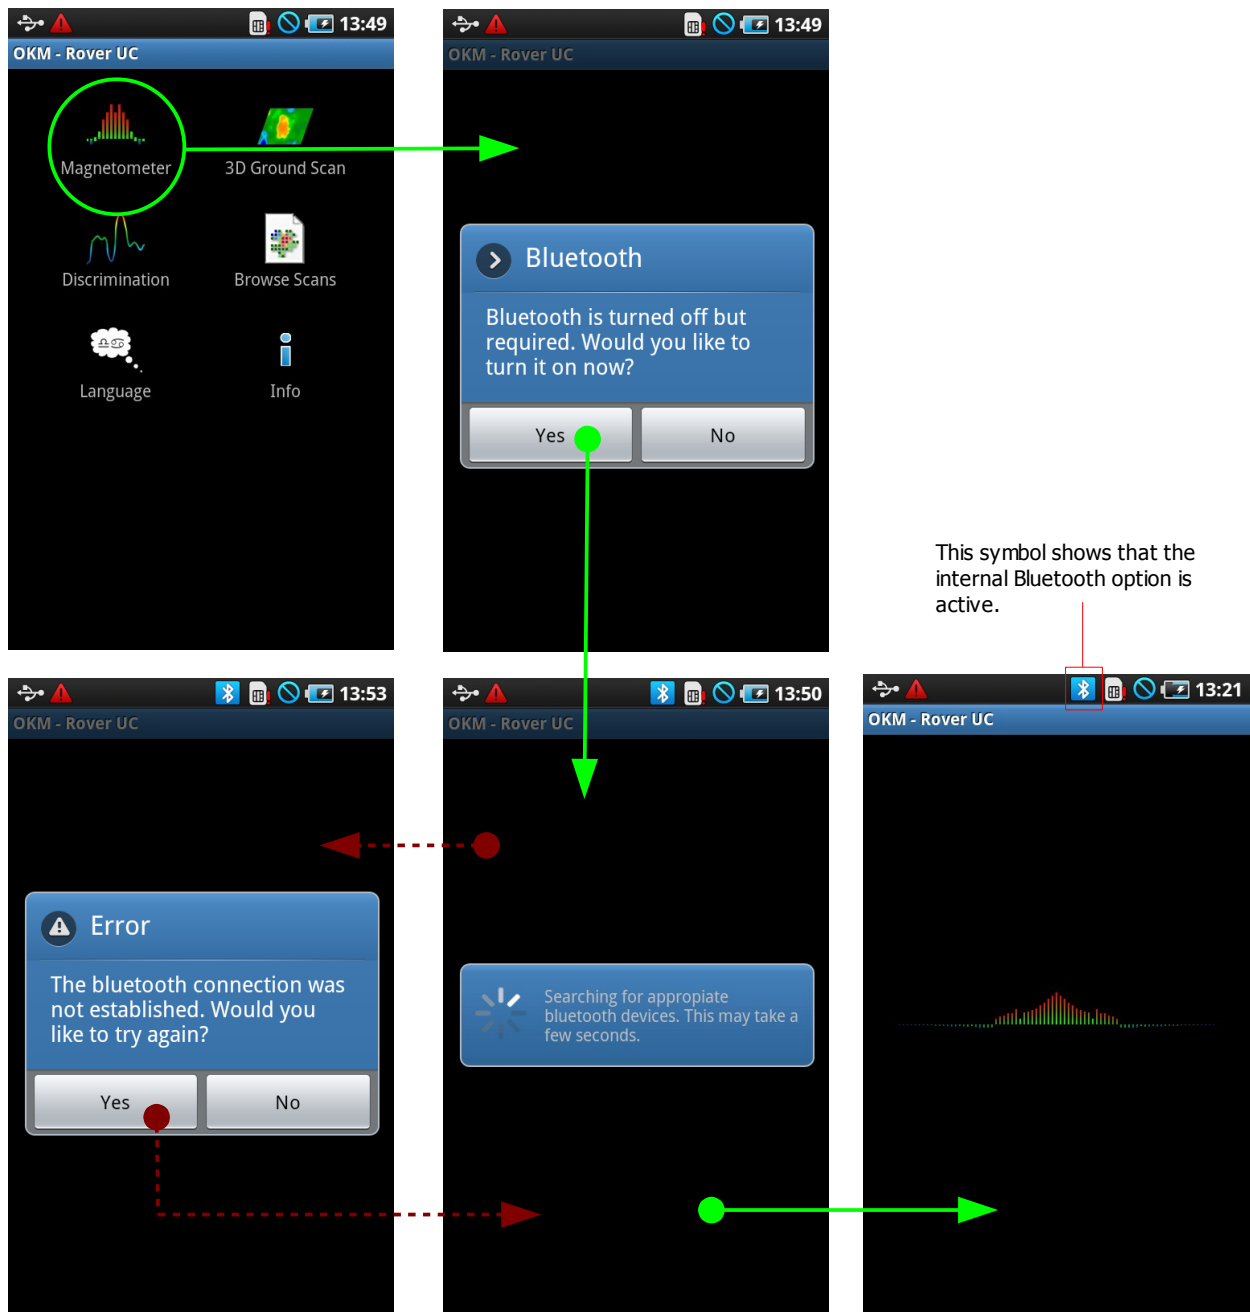 13:49
OKM - Rover UC
Magnetometer
3D Ground Scan
Discrimination
Browse Scans
Language
Info
13:49
OKM - Rover UC
Bluetooth
Bluetooth is turned off but
required. Would you like to
turn it on now?
Yes
No
This symbol shows that the
internal Bluetooth option is
active.
13:53
OKM - Rover UC
Error
The bluetooth connection was
not established. Would you
like to try again?
Yes
No
13:50
OKM - Rover UC
Searching for appropiate
bluetooth devices. This may take a
few seconds.
13:21
OKM - Rover UC